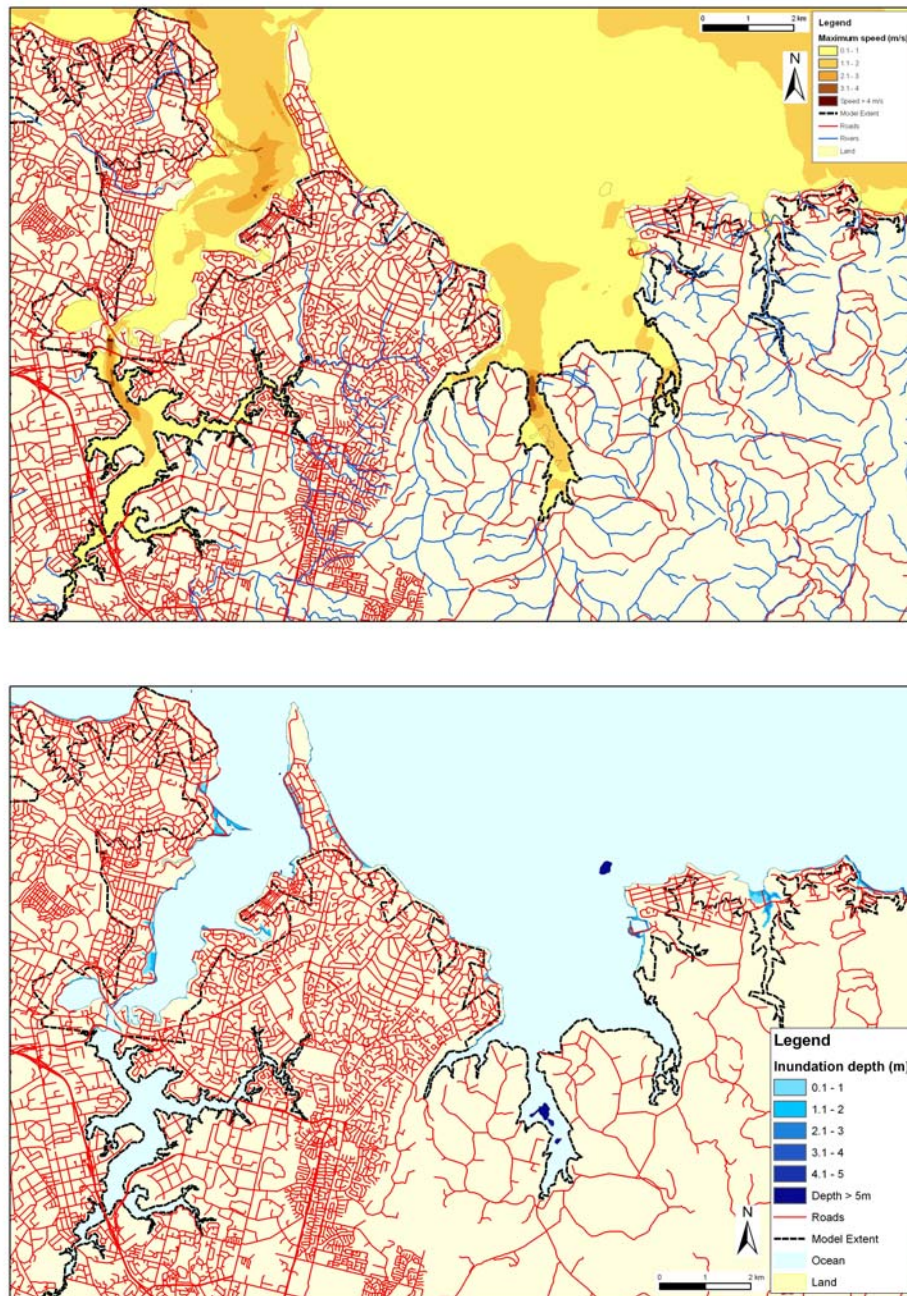 0 1 2 km
N
Legend
Maximum speed (m/s)
0.1 - 1
1.1 - 2
2.1 - 3
3.1 - 4
Speed > 4 m/s
Model Extent
Roads
Rivers
Land
Legend
Inundation depth (m)
0.1 - 1
1.1 - 2
2.1 - 3
3.1 - 4
4.1 - 5
Depth > 5m
Roads
Model Extent
Ocean
Land
N
0 1 2 km